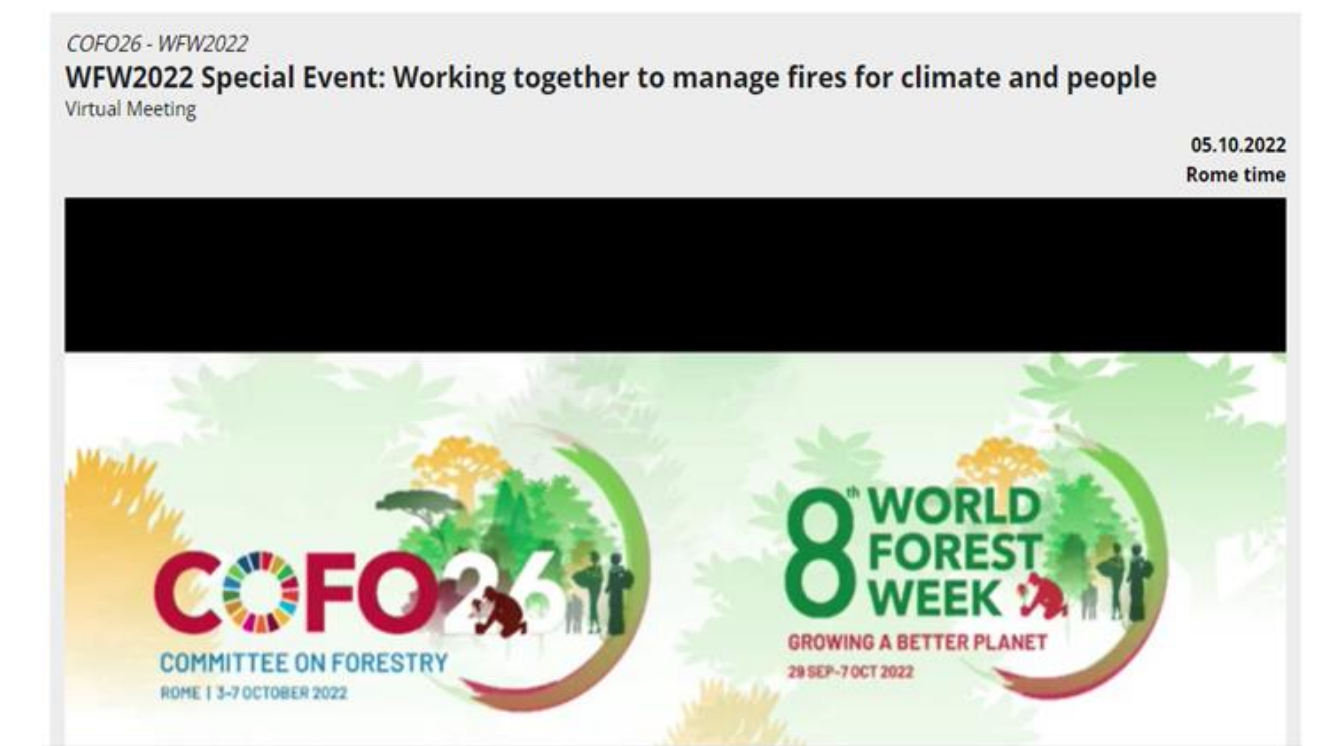 COFO26 - WFW2022
WFW2022 Special Event: Working together to manage fires for climate and people
Virtual Meeting
05.10.2022
Rome time
COFO26
COMMITTEE ON FORESTRY
ROME | 3-7 OCTOBER 2022
8th WORLD
FOREST
WEEK
GROWING A BETTER PLANET
29 SEP-7 OCT 2022